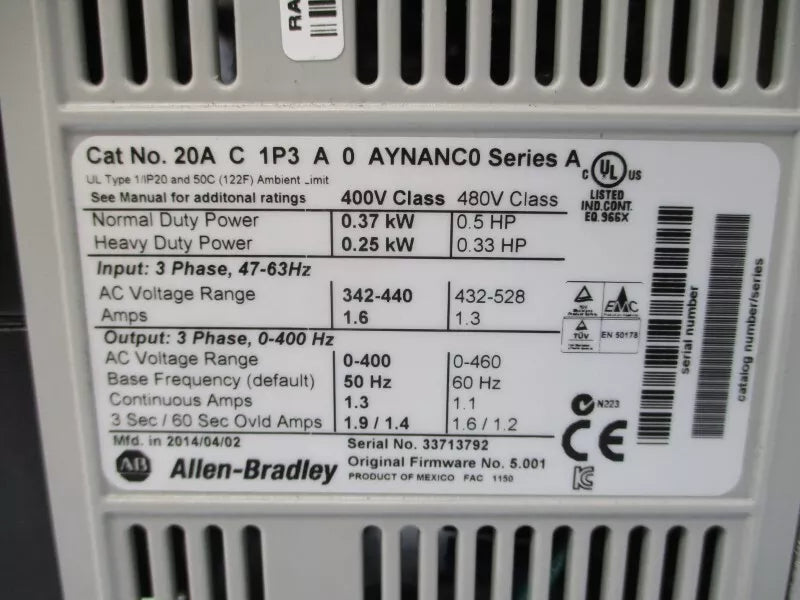 RA
Cat No. 20A C 1P3 A 0 AYNANC0 Series A
UL Type 1/IP20 and 50C (122F) Ambient Limit
See Manual for additonal ratings 400V Class 480V Class
Normal Duty Power 0.37 kW 0.5 HP
Heavy Duty Power 0.25 kW 0.33 HP
Input: 3 Phase, 47-63Hz
AC Voltage Range 342-440 432-528
Amps 1.6 1.3
Output: 3 Phase, 0-400 Hz
AC Voltage Range 0-400 0-460
Base Frequency (default) 50 Hz 60 Hz
Continuous Amps 1.3 1.1
3 Sec / 60 Sec Ovld Amps 1.9 / 1.4 1.6 / 1.2
Mfd. in 2014/04/02 Serial No. 33713792
AB Allen-Bradley Original Firmware No. 5.001
PRODUCT OF MEXICO FAC 1150
C UL US
LISTED
IND.CONT.
EQ.966X
EMC
TÜV EN 50178
N223
CE
serial number
catalog number/series